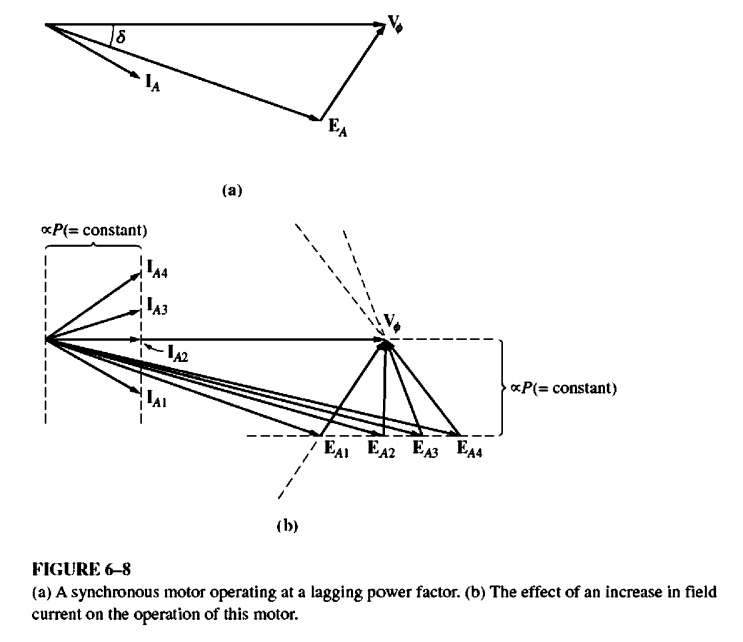 V_ϕ
δ
I_A
E_A
(a)
∝P(= constant)
I_A4
I_A3
V_ϕ
I_A2
∝P(= constant)
I_A1
E_A1 E_A2 E_A3 E_A4
(b)
FIGURE 6–8
(a) A synchronous motor operating at a lagging power factor. (b) The effect of an increase in field
current on the operation of this motor.